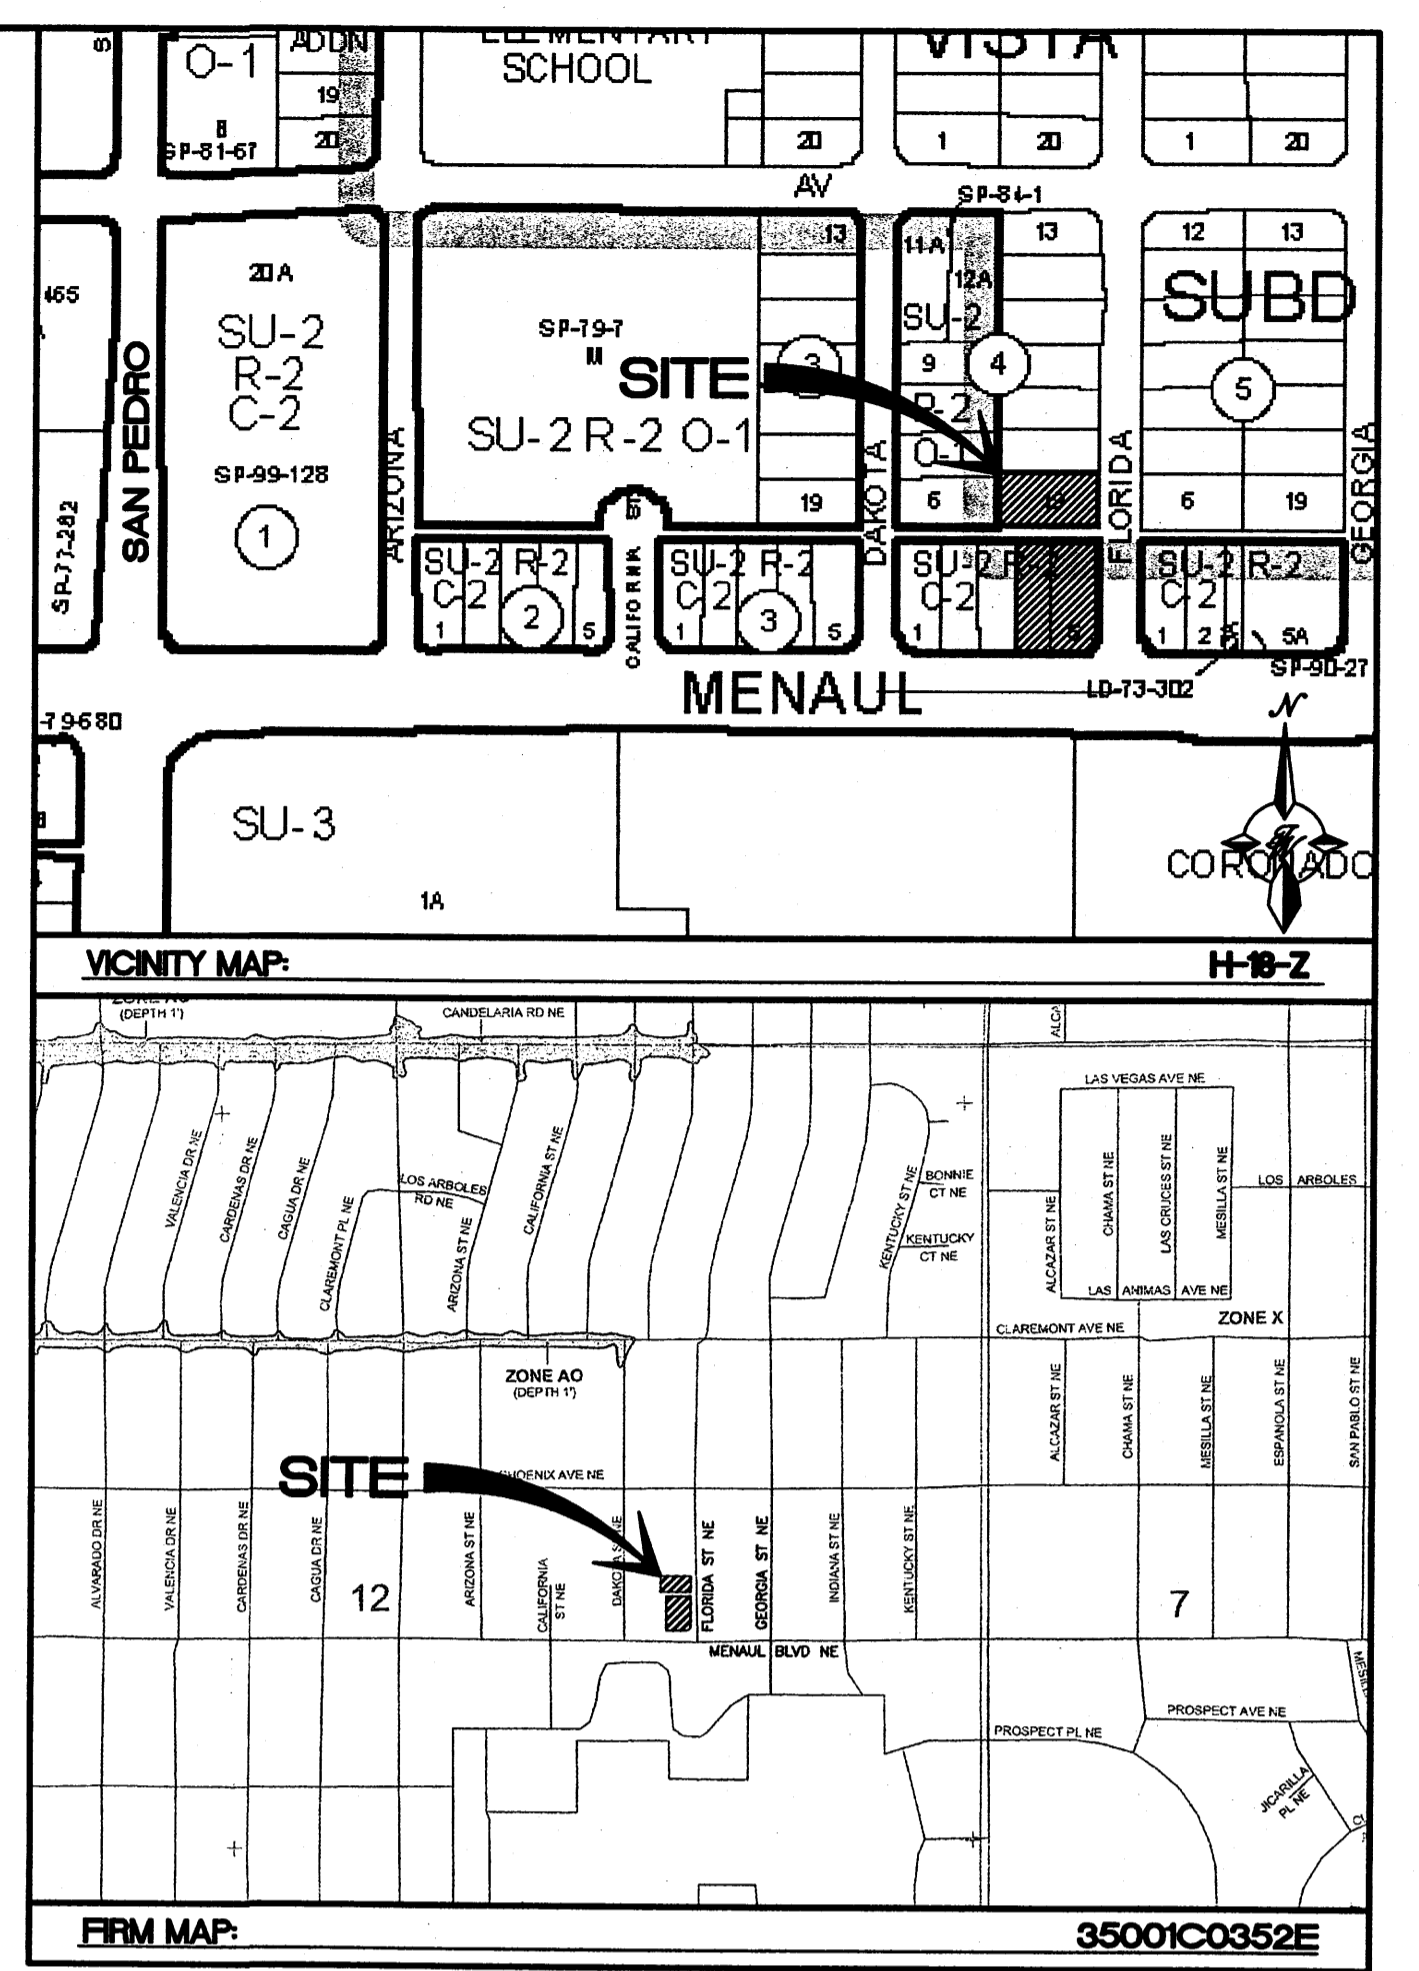 O-1
ADDN
19
20
B
SP-81-67
ELEMENTARY
SCHOOL
VISTA
20
1
20
1
20
AV
SP-84-1
465
20A
SU-2
R-2
C-2
SP-99-128
1
SAN PEDRO
SP-77-282
ARIZONA
SP-79-7
M
SITE
SU-2 R-2 O-1
13
3
19
DAKOTA
11A
12A
SU-2
9
R-2
O-1
6
4
13
19
FLORIDA
12
13
SUBD
5
6
19
GEORGIA
SU-2 R-2
C-2
1
2
5
CALIFORNIA
ST
SU-2 R-2
C-2
1
3
5
SU-2 R-2
C-2
1
5
SU-2 R-2
C-2
1
2
5A
SP-90-27
LD-73-302
MENAUL
N
-79-680
SU-3
1A
CORONADO
VICINITY MAP:
H-18-Z
ZONE AO
(DEPTH 1')
CANDELARIA RD NE
LAS VEGAS AVE NE
VALENCIA DR NE
CARDENAS DR NE
CAGUA DR NE
CLAREMONT PL NE
LOS ARBOLES
RD NE
ARIZONA ST NE
CALIFORNIA ST NE
KENTUCKY ST NE
BONNIE
CT NE
KENTUCKY
CT NE
ALCAZAR ST NE
CHAMA ST NE
LAS CRUCES ST NE
MESILLA ST NE
LOS ARBOLES
LAS ANIMAS AVE NE
ZONE X
CLAREMONT AVE NE
ZONE AO
(DEPTH 1')
ALCAZAR ST NE
CHAMA ST NE
MESILLA ST NE
ESPANOLA ST NE
SAN PABLO ST NE
SITE
PHOENIX AVE NE
ALVARADO DR NE
VALENCIA DR NE
CARDENAS DR NE
CAGUA DR NE
12
ARIZONA ST NE
CALIFORNIA
ST NE
DAKOTA ST NE
FLORIDA ST NE
GEORGIA ST NE
INDIANA ST NE
KENTUCKY ST NE
7
MENAUL BLVD NE
PROSPECT AVE NE
PROSPECT PL NE
JICARILLA
PL NE
FIRM MAP:
35001C0352E